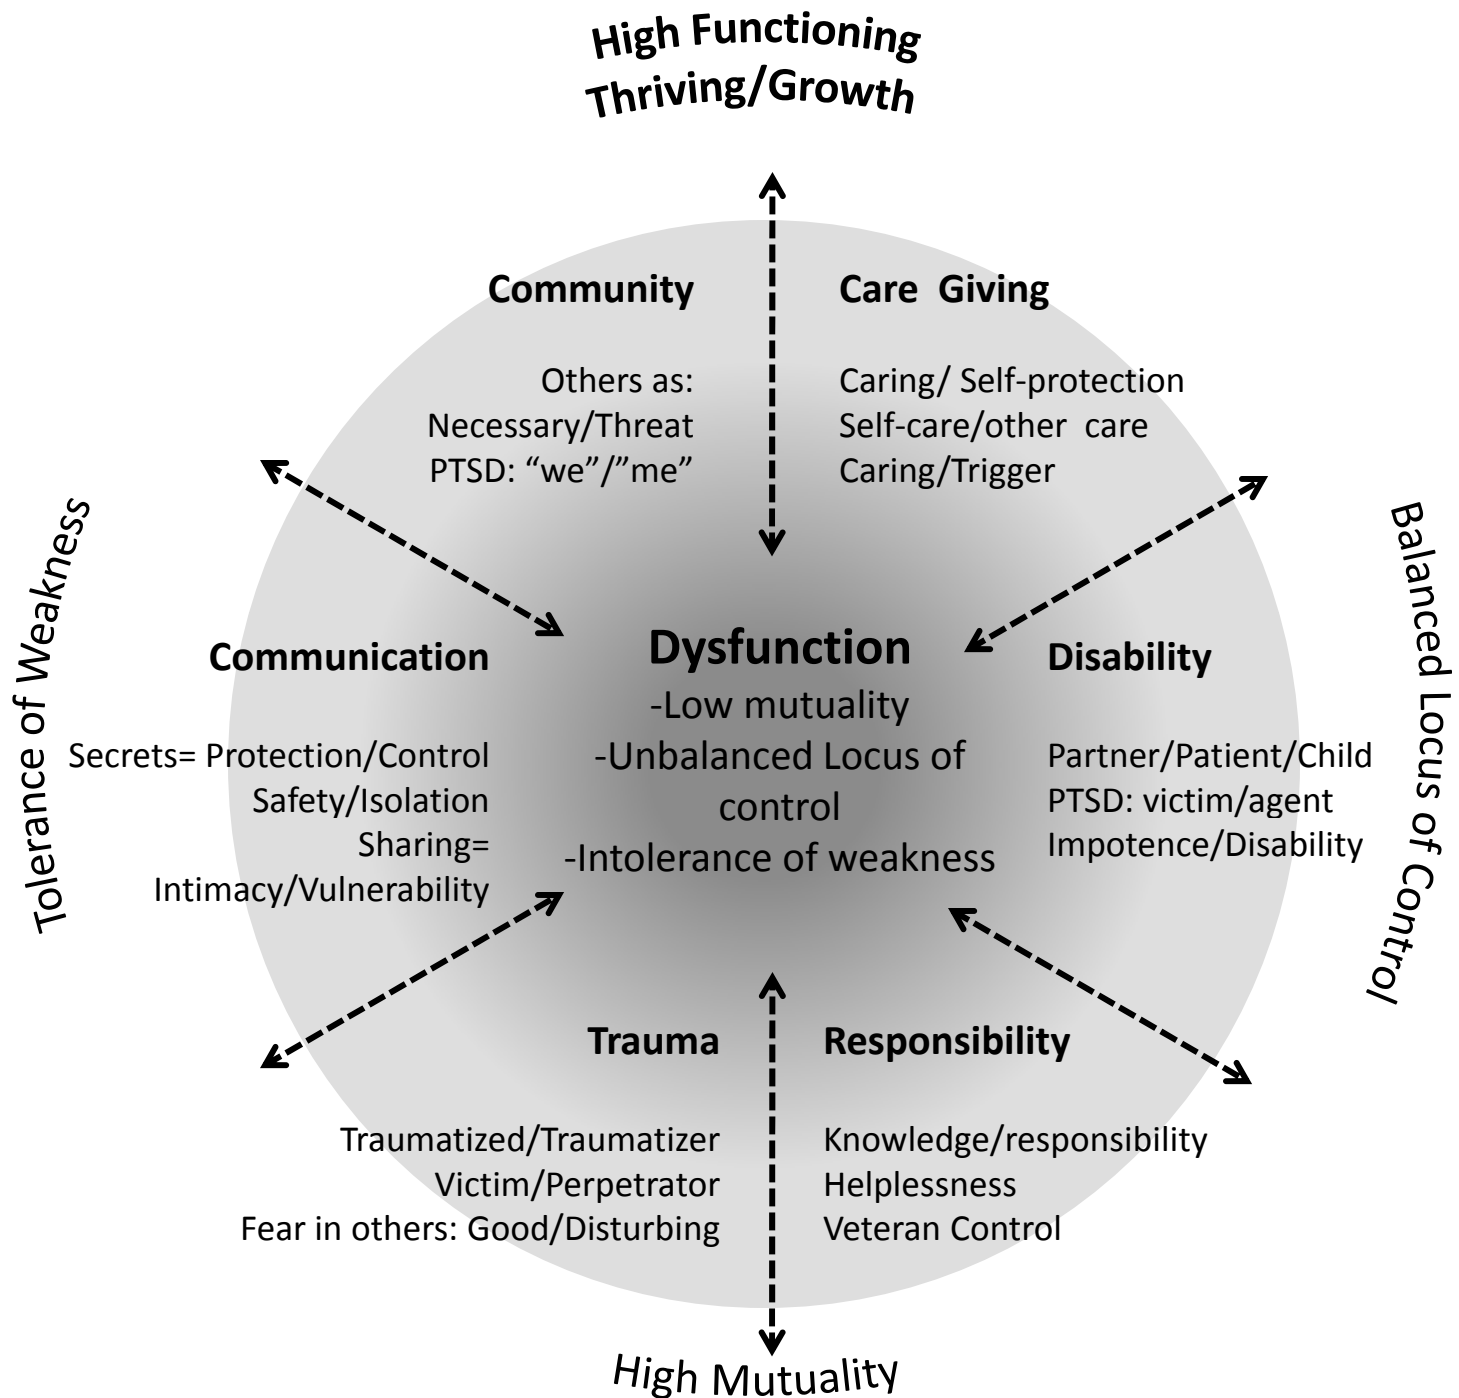 High Functioning
Thriving/Growth
Community
Others as:
Necessary/Threat
PTSD: “we”/”me”
Care  Giving
Caring/ Self-protection
Self-care/other  care
Caring/Trigger
Tolerance of Weakness
Communication
Secrets= Protection/Control
Safety/Isolation
Sharing=
Intimacy/Vulnerability
Dysfunction
-Low mutuality
-Unbalanced Locus of
control
-Intolerance of weakness
Disability
Partner/Patient/Child
PTSD: victim/agent
Impotence/Disability
Balanced Locus of Control
Trauma
Traumatized/Traumatizer
Victim/Perpetrator
Fear in others: Good/Disturbing
Responsibility
Knowledge/responsibility
Helplessness
Veteran Control
High Mutuality